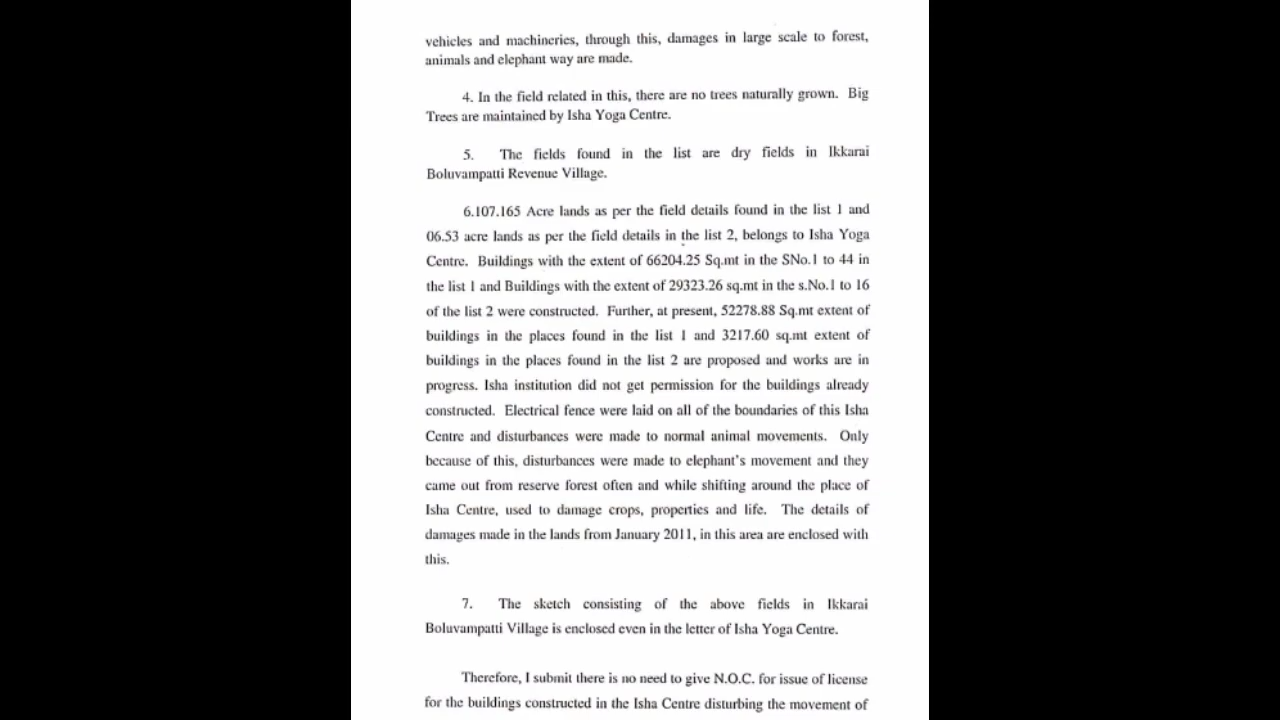 vehicles and machineries, through this, damages in large scale to forest,
animals and elephant way are made.
4. In the field related in this, there are no trees naturally grown. Big
Trees are maintained by Isha Yoga Centre.
5. The fields found in the list are dry fields in Ikkarai
Boluvampatti Revenue Village.
6.107.165 Acre lands as per the field details found in the list 1 and
06.53 acre lands as per the field details in the list 2, belongs to Isha Yoga
Centre. Buildings with the extent of 66204.25 Sq.mt in the SNo.1 to 44 in
the list 1 and Buildings with the extent of 29323.26 sq.mt in the s.No.1 to 16
of the list 2 were constructed. Further, at present, 52278.88 Sq.mt extent of
buildings in the places found in the list 1 and 3217.60 sq.mt extent of
buildings in the places found in the list 2 are proposed and works are in
progress. Isha institution did not get permission for the buildings already
constructed. Electrical fence were laid on all of the boundaries of this Isha
Centre and disturbances were made to normal animal movements. Only
because of this, disturbances were made to elephant's movement and they
came out from reserve forest often and while shifting around the place of
Isha Centre, used to damage crops, properties and life. The details of
damages made in the lands from January 2011, in this area are enclosed with
this.
7. The sketch consisting of the above fields in Ikkarai
Boluvampatti Village is enclosed even in the letter of Isha Yoga Centre.
Therefore, I submit there is no need to give N.O.C. for issue of license
for the buildings constructed in the Isha Centre disturbing the movement of